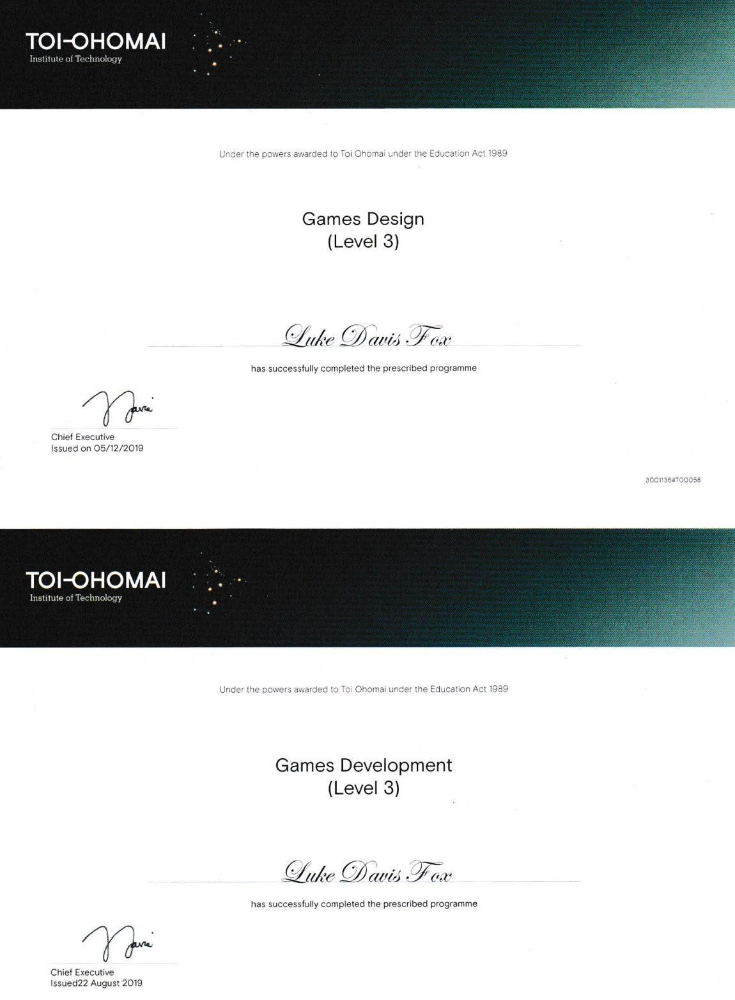 TOI-OHOMAI
Institute of Technology
Under the powers awarded to Toi Ohomai under the Education Act 1989
Games Design
(Level 3)
Luke Davis Fox
has successfully completed the prescribed programme
Chief Executive
Issued on 05/12/2019
30011364TO0058
TOI-OHOMAI
Institute of Technology
Under the powers awarded to Toi Ohomai under the Education Act 1989
Games Development
(Level 3)
Luke Davis Fox
has successfully completed the prescribed programme
Chief Executive
Issued22 August 2019